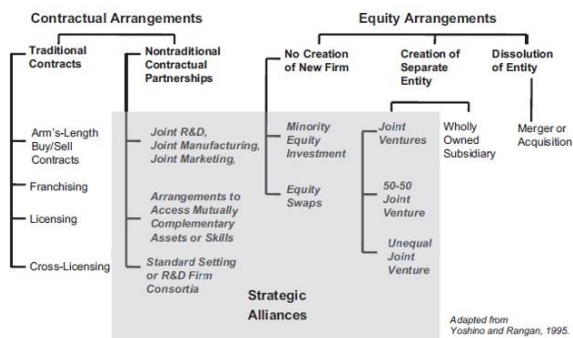 Contractual Arrangements
Equity Arrangements
Traditional
Contracts
Nontraditional
Contractual
Partnerships
No Creation
of New Firm
Creation of
Separate
Entity
Dissolution
of Entity
Arm's-Length
Buy/Sell
Contracts
Franchising
Licensing
Cross-Licensing
Joint R&D,
Joint Manufacturing,
Joint Marketing,
Arrangements to
Access Mutually
Complementary
Assets or Skills
Standard Setting
or R&D Firm
Consortia
Minority
Equity
Investment
Equity
Swaps
Joint
Ventures
50-50
Joint
Venture
Unequal
Joint
Venture
Wholly
Owned
Subsidiary
Merger or
Acquisition
Strategic
Alliances
Adapted from
Yoshino and Rangan, 1995.